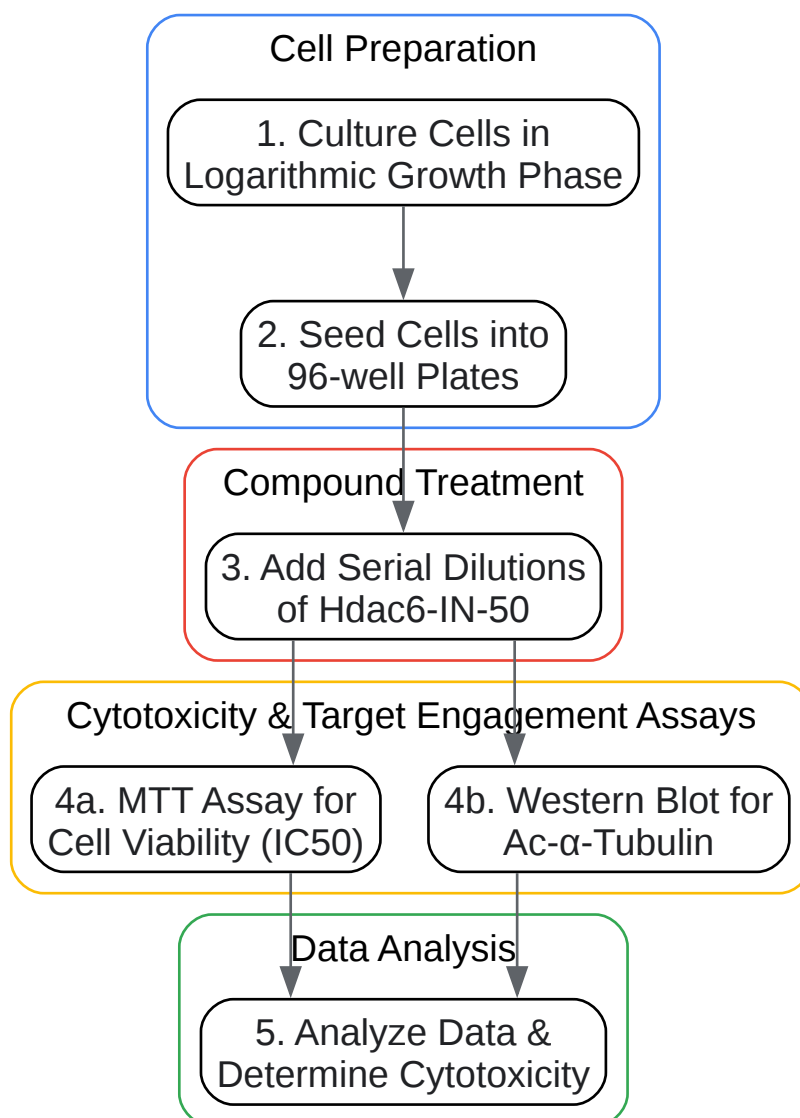 Cell Preparation
1. Culture Cells in
Logarithmic Growth Phase
2. Seed Cells into
96-well Plates
Compound Treatment
3. Add Serial Dilutions
of Hdac6-IN-50
Cytotoxicity & Target Engagement Assays
4a. MTT Assay for
Cell Viability (IC50)
4b. Western Blot for
Ac-α-Tubulin
Data Analysis
5. Analyze Data &
Determine Cytotoxicity